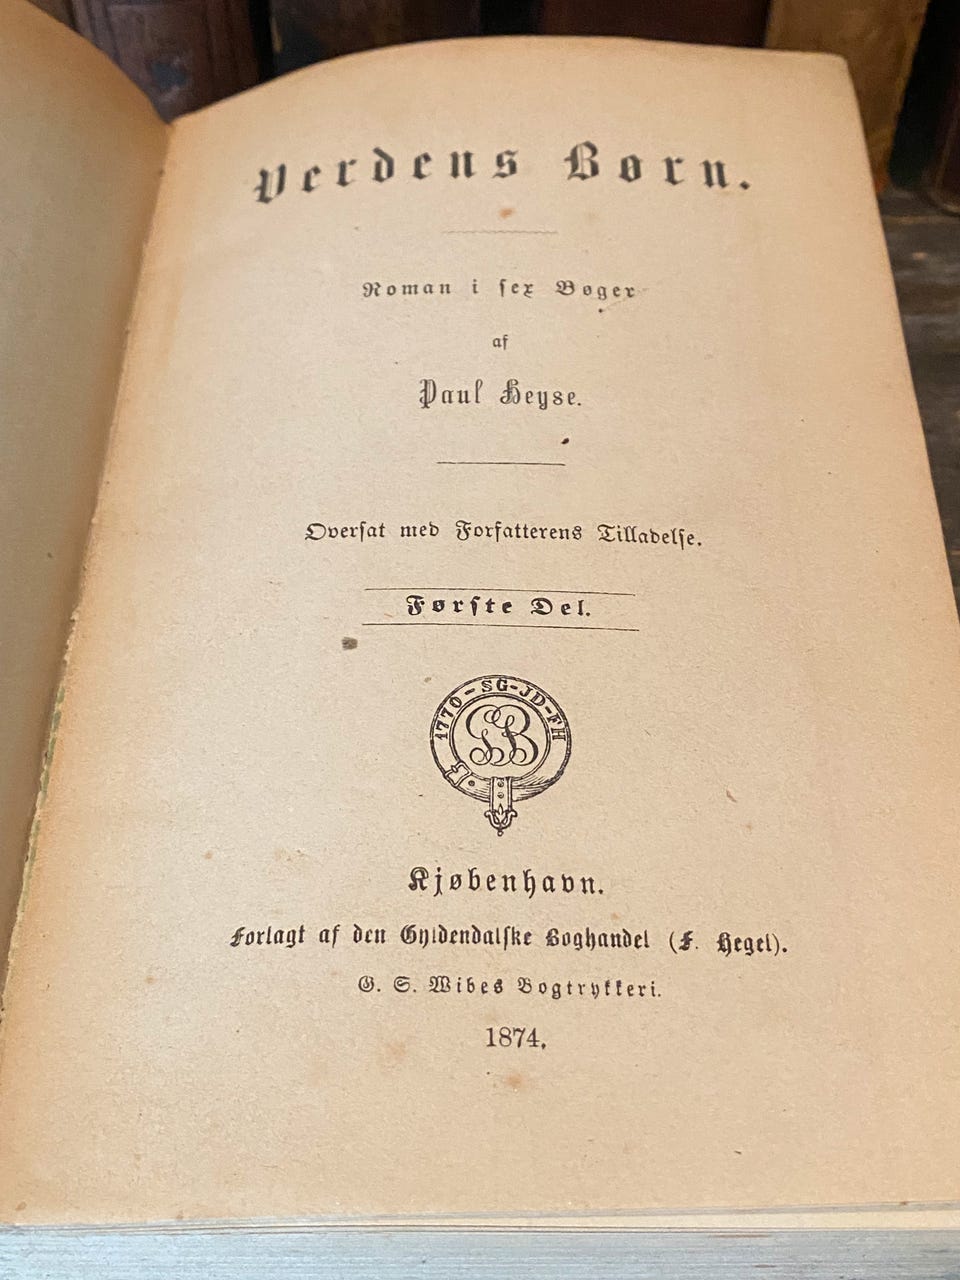 Verdens Børn.
Roman i sex Bøger
af
Paul Heyse.
Oversat med Forfatterens Tilladelse.
Første Del.
1770-SG-JD-FH
GB
Kjøbenhavn.
Forlagt af den Gyldendalske Boghandel (F. Hegel).
G. S. Wibes Bogtrykkeri.
1874.